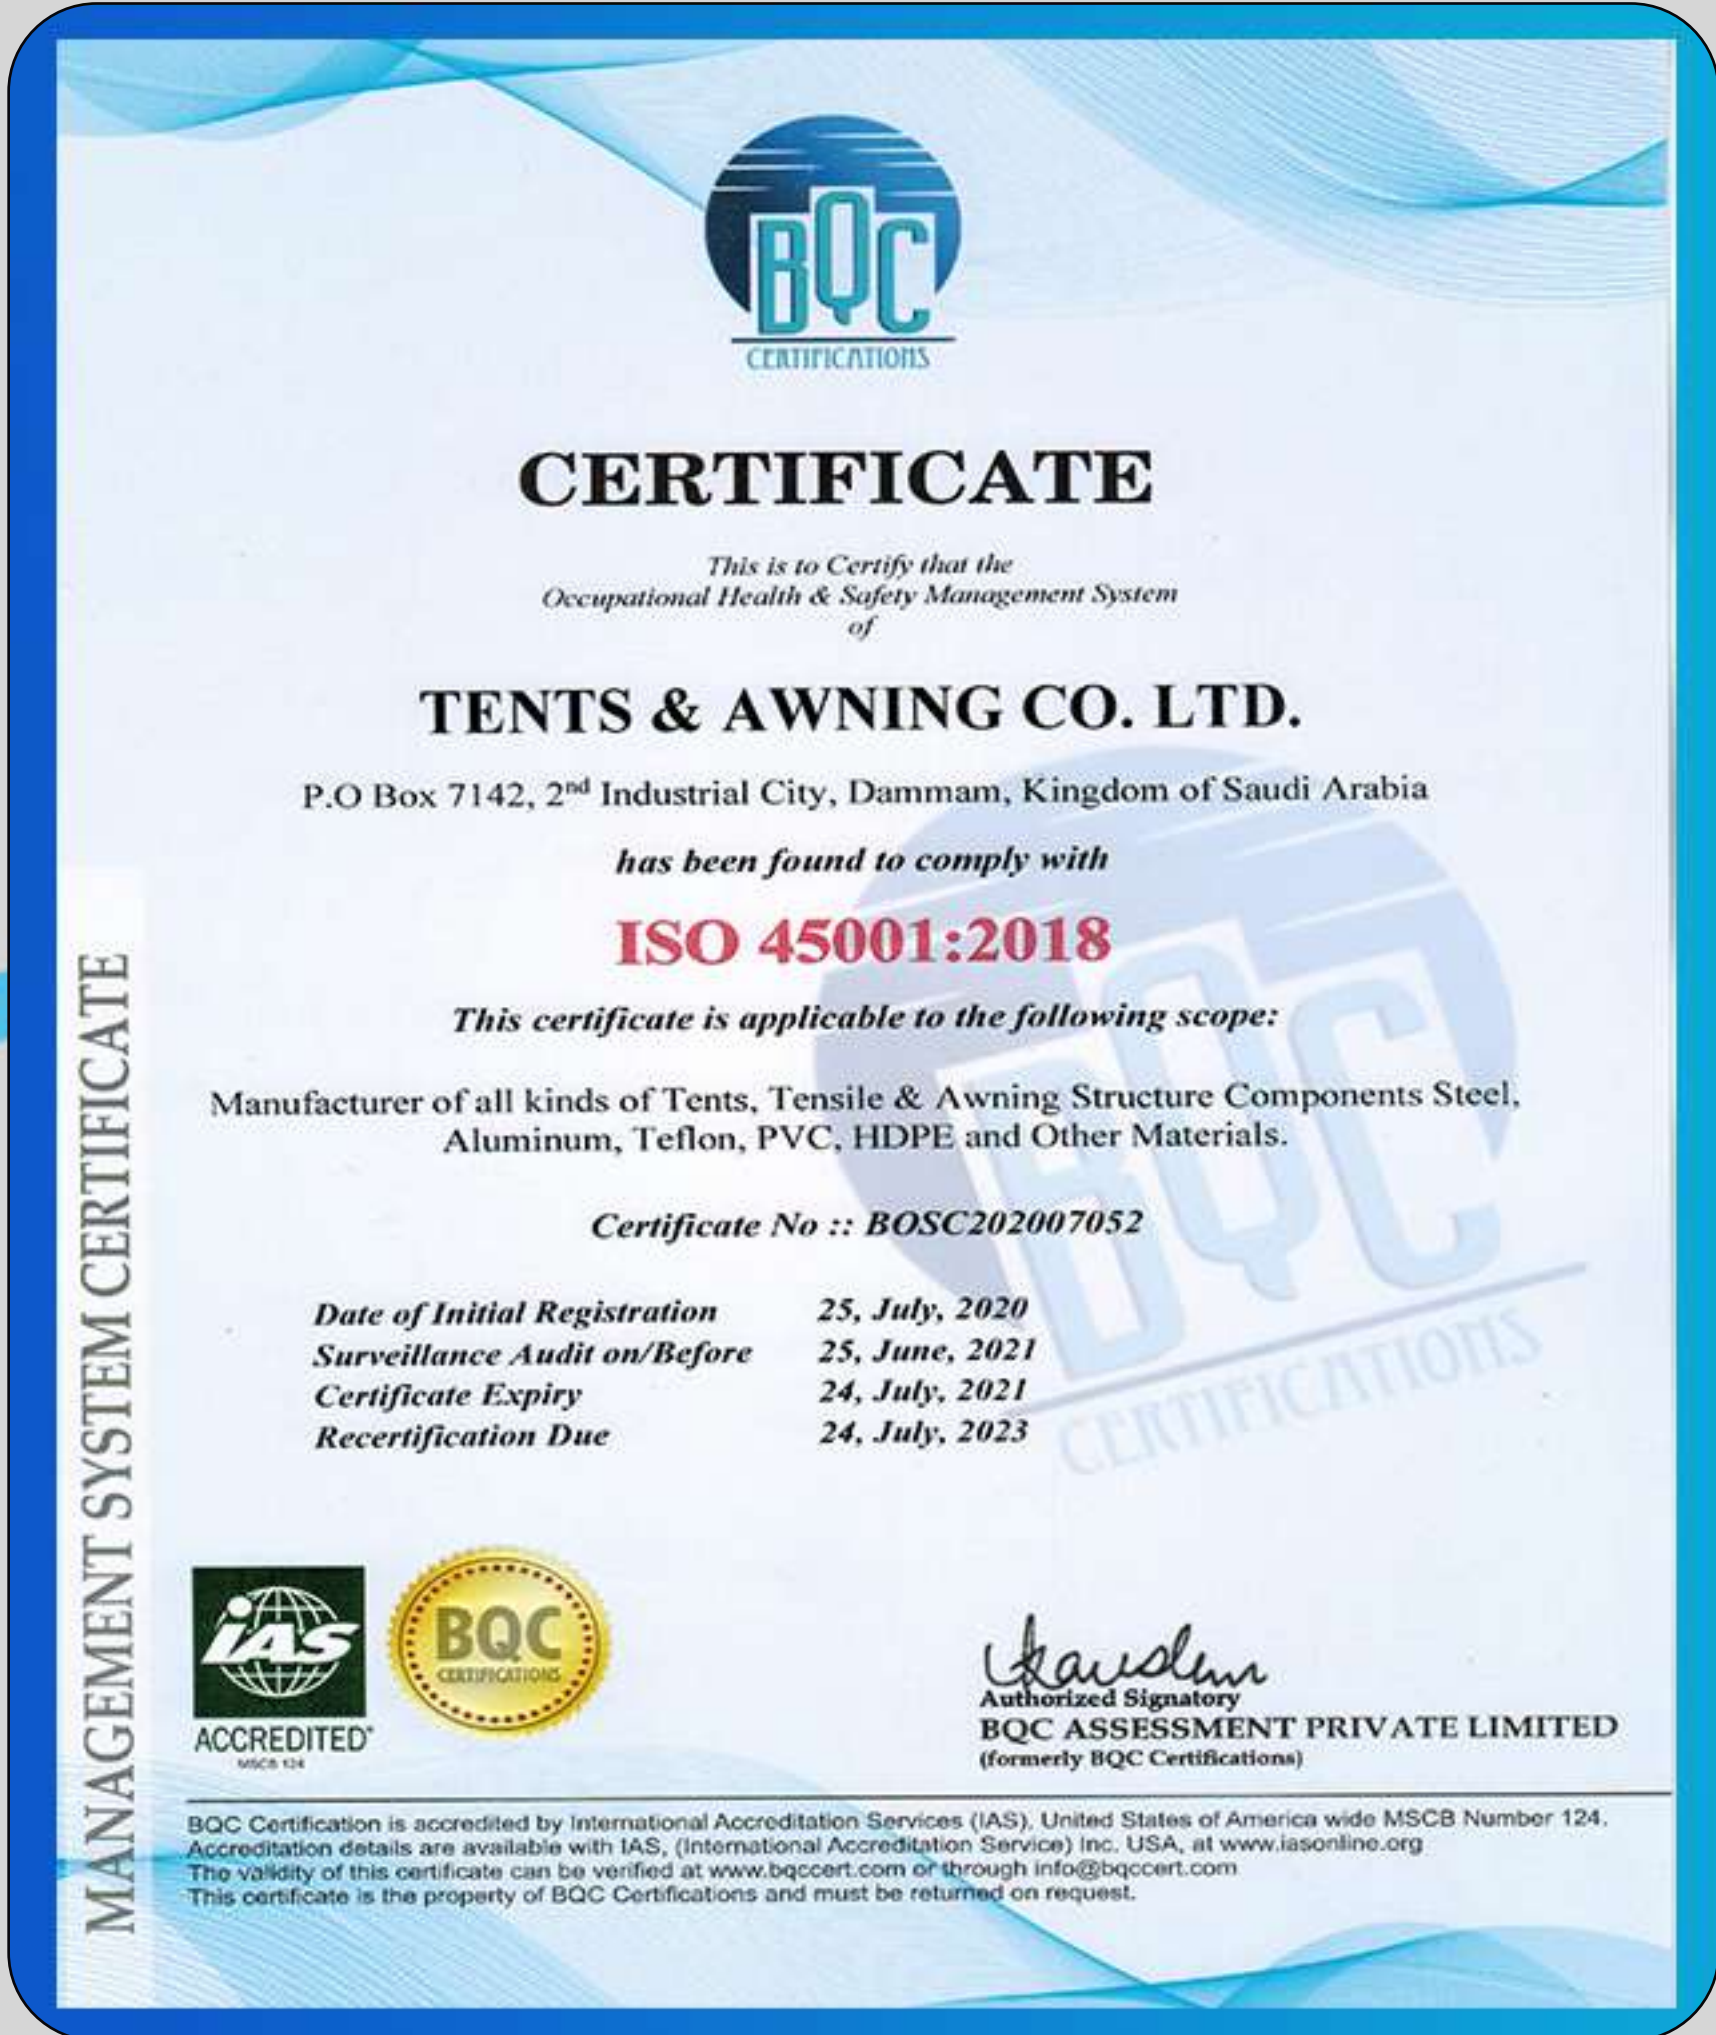 BQC
CERTIFICATIONS
CERTIFICATE
This is to Certify that the
Occupational Health & Safety Management System
of
TENTS & AWNING CO. LTD.
P.O Box 7142, 2nd Industrial City, Dammam, Kingdom of Saudi Arabia
has been found to comply with
ISO 45001:2018
This certificate is applicable to the following scope:
Manufacturer of all kinds of Tents, Tensile & Awning Structure Components Steel,
Aluminum, Teflon, PVC, HDPE and Other Materials.
Certificate No :: BOSC202007052
Date of Initial Registration 25, July, 2020
Surveillance Audit on/Before 25, June, 2021
Certificate Expiry 24, July, 2021
Recertification Due 24, July, 2023
BQC
CERTIFICATIONS
MANAGEMENT SYSTEM CERTIFICATE
IAS
ACCREDITED
MSCB 124
BQC
CERTIFICATIONS
Authorized Signatory
BQC ASSESSMENT PRIVATE LIMITED
(formerly BQC Certifications)
BQC Certification is accredited by International Accreditation Services (IAS), United States of America wide MSCB Number 124.
Accreditation details are available with IAS, (International Accreditation Service) Inc. USA, at www.iasonline.org
The validity of this certificate can be verified at www.bqccert.com or through info@bqccert.com
This certificate is the property of BQC Certifications and must be returned on request.